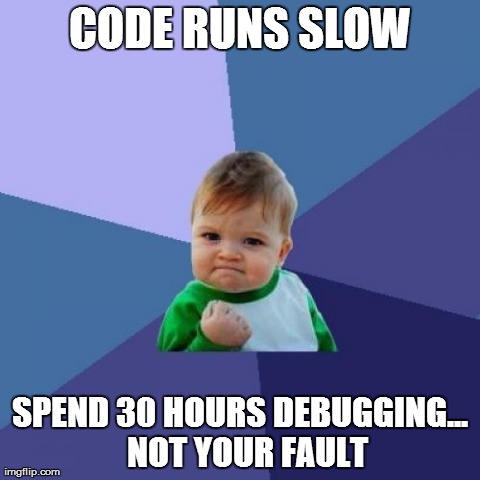 CODE RUNS SLOW
SPEND 30 HOURS DEBUGGING...
NOT YOUR FAULT
imgflip.com